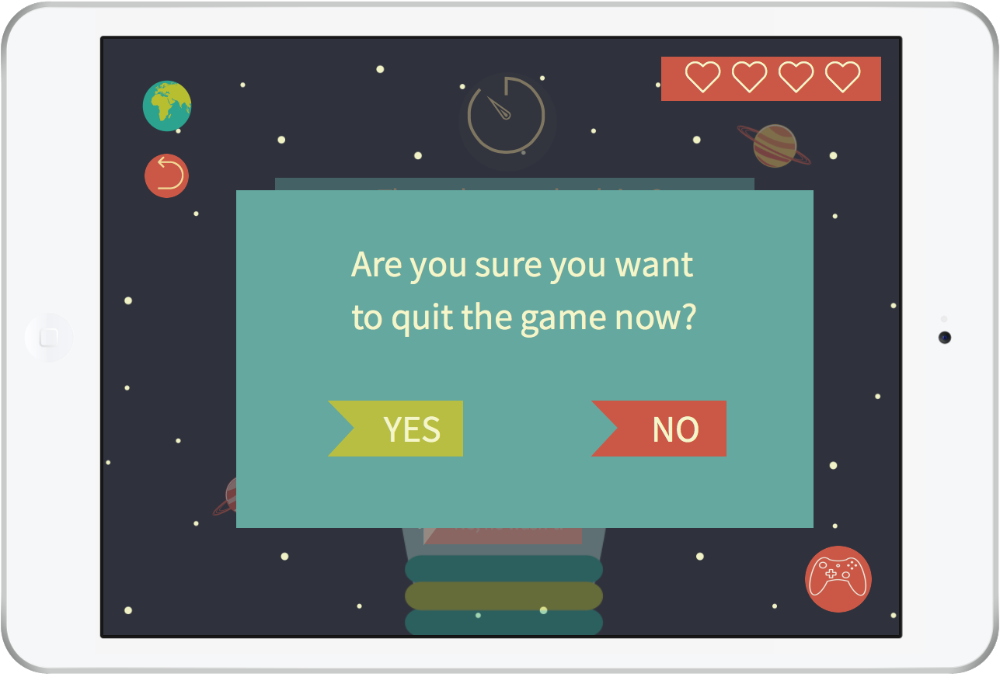 Are you sure you want
to quit the game now?
YES
NO